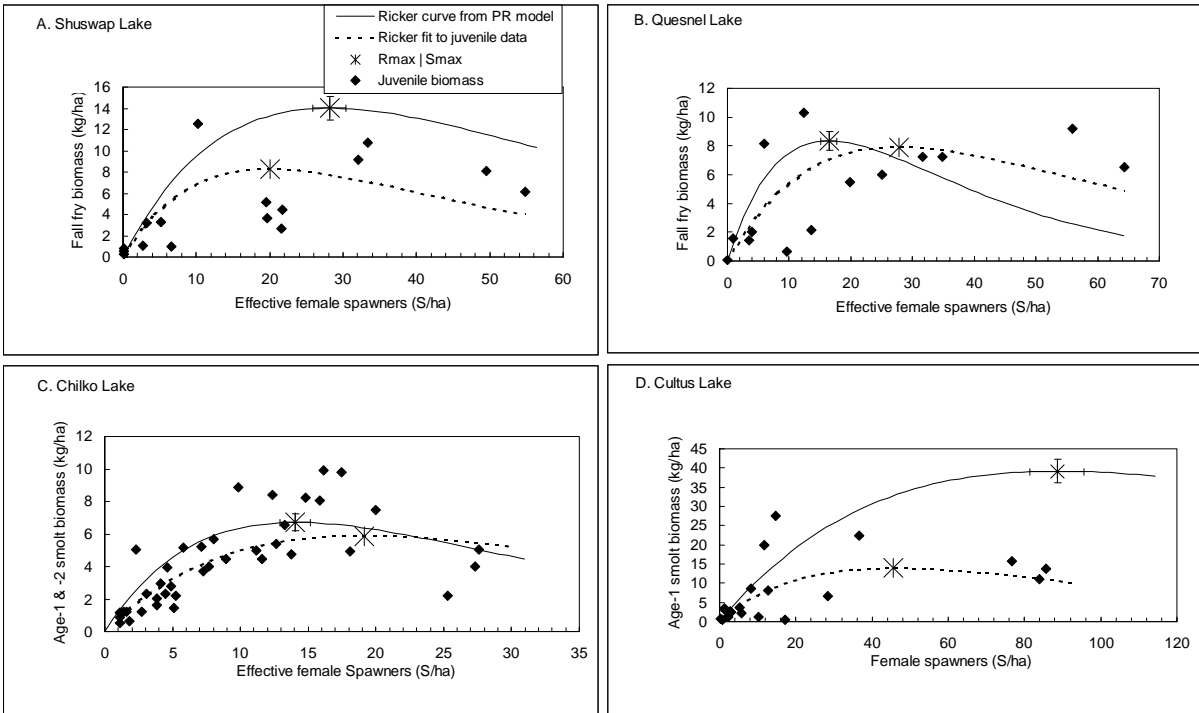 A. Shuswap Lake
Ricker curve from PR model
Ricker fit to juvenile data
Rmax | Smax
Juvenile biomass
Fall fry biomass (kg/ha)
16
14
12
10
8
6
4
2
0
0 10 20 30 40 50 60
Effective female spawners (S/ha)
B. Quesnel Lake
Fall fry biomass (kg/ha)
12
10
8
6
4
2
0
0 10 20 30 40 50 60 70
Effective female spawners (S/ha)
C. Chilko Lake
Age-1 & -2 smolt biomass (kg/ha)
12
10
8
6
4
2
0
0 5 10 15 20 25 30 35
Effective female Spawners (S/ha)
D. Cultus Lake
Age-1 smolt biomass (kg/ha)
45
40
35
30
25
20
15
10
5
0
0 20 40 60 80 100 120
Female spawners (S/ha)